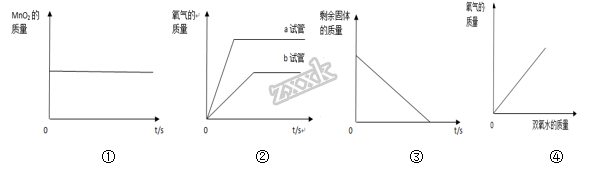 MnO₂的
质量
0
t/s
①
氧气的↵
质量
a 试管
b 试管
0
t/s↵
②
剩余固体
的质量
0
t/s
③
氧气的
质量
0
双氧水的质量
④
zxxk